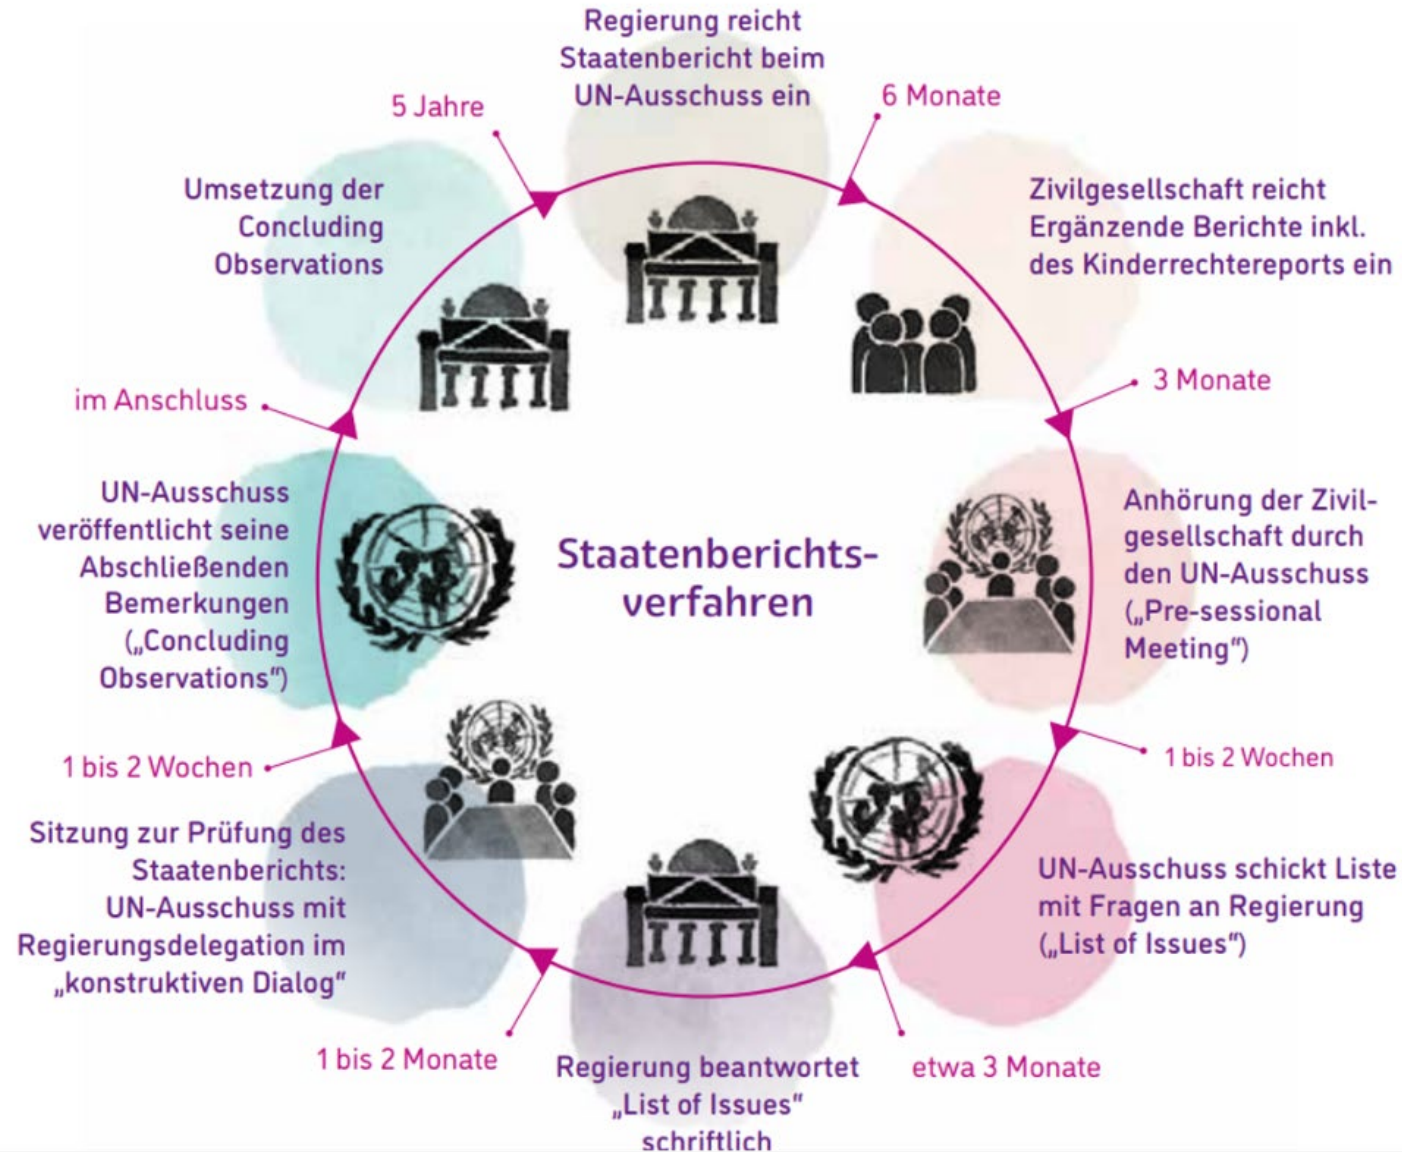 Regierung reicht
Staatenbericht beim
UN-Ausschuss ein
6 Monate
Zivilgesellschaft reicht
Ergänzende Berichte inkl.
des Kinderrechtereports ein
3 Monate
Anhörung der Zivil-
gesellschaft durch
den UN-Ausschuss
(„Pre-sessional
Meeting“)
1 bis 2 Wochen
UN-Ausschuss schickt Liste
mit Fragen an Regierung
(„List of Issues“)
etwa 3 Monate
Regierung beantwortet
„List of Issues“
schriftlich
1 bis 2 Monate
Sitzung zur Prüfung des
Staatenberichts:
UN-Ausschuss mit
Regierungsdelegation im
„konstruktiven Dialog“
1 bis 2 Wochen
UN-Ausschuss
veröffentlicht seine
Abschließenden
Bemerkungen
(„Concluding
Observations“)
im Anschluss
Umsetzung der
Concluding
Observations
5 Jahre
Staatenberichts-
verfahren